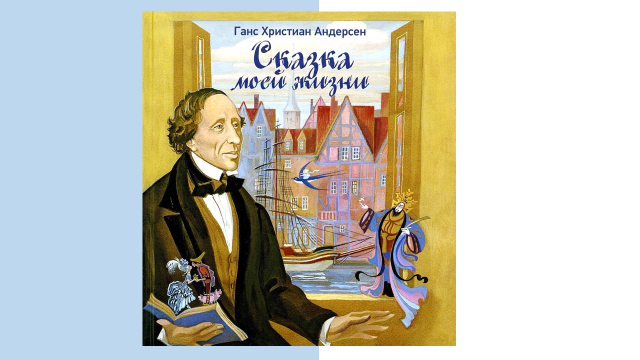 Ганс Христиан Андерсен
Сказка
моей жизни